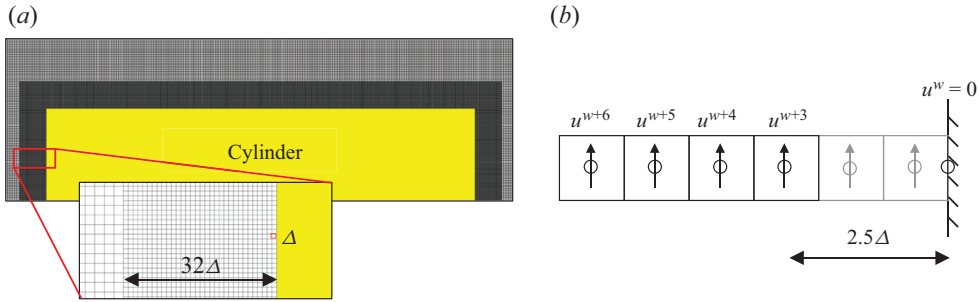 (a)
Cylinder
Δ
32Δ
(b)
u^w = 0
u^{w+6} u^{w+5} u^{w+4} u^{w+3}
2.5Δ